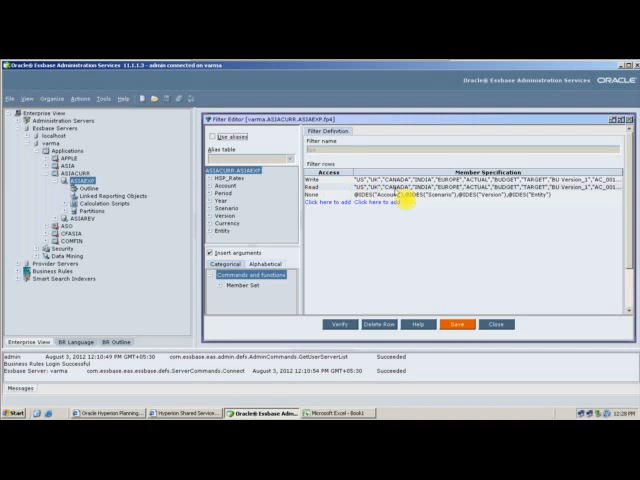 Oracle® Essbase Administration Services 11.1.1.3 - admin connected on varma
Oracle® Essbase Administration Services ORACLE
File View Organize Actions Tools Help
Enterprise View
Administration Servers
Essbase Servers
localhost
varma
Applications
APPLE
ASIA
ASIACURR
ASIAEXP
Outline
Linked Reporting Objects
Calculation Scripts
Partitions
ASIAREV
ASO
CFASIA
COMFIN
Security
Data Mining
Provider Servers
Business Rules
Smart Search Indexers
Enterprise View BR Language BR Outline
Filter Editor [varma.ASIACURR.ASIAEXP.fp4]
Use aliases
Alias table
ASIACURR.ASIAEXP
HSP_Rates
Account
Period
Year
Scenario
Version
Currency
Entity
Insert arguments
Categorical Alphabetical
Commands and functions
Member Set
Filter Definition
Filter name
Filter rows
Access Member Specification
Write "US","UK","CANADA","INDIA","EUROPE","ACTUAL","BUDGET","TARGET","BU Version_1","AC_001...
Read "US","UK","CANADA","INDIA","EUROPE","ACTUAL","BUDGET","TARGET","BU Version_1","AC_001...
None @IDES("Account"),@IDES("Scenario"),@IDES("Version"),@IDES("Entity")
Click here to add Click here to add
Verify Delete Row Help Save Close
admin August 3, 2012 12:10:49 PM GMT+05:30 com.essbase.eas.admin.defs.AdminCommands.GetUserServerList Succeeded
Business Rules Login Successful
Essbase Server: varma August 3, 2012 12:10:54 PM GMT+05:30 com.essbase.eas.essbase.defs.ServerCommands.Connect Succeeded
Messages
Start Oracle Hyperion Planning... Hyperion Shared Service... Oracle® Essbase Adm... Microsoft Excel - Book1 12:28 PM